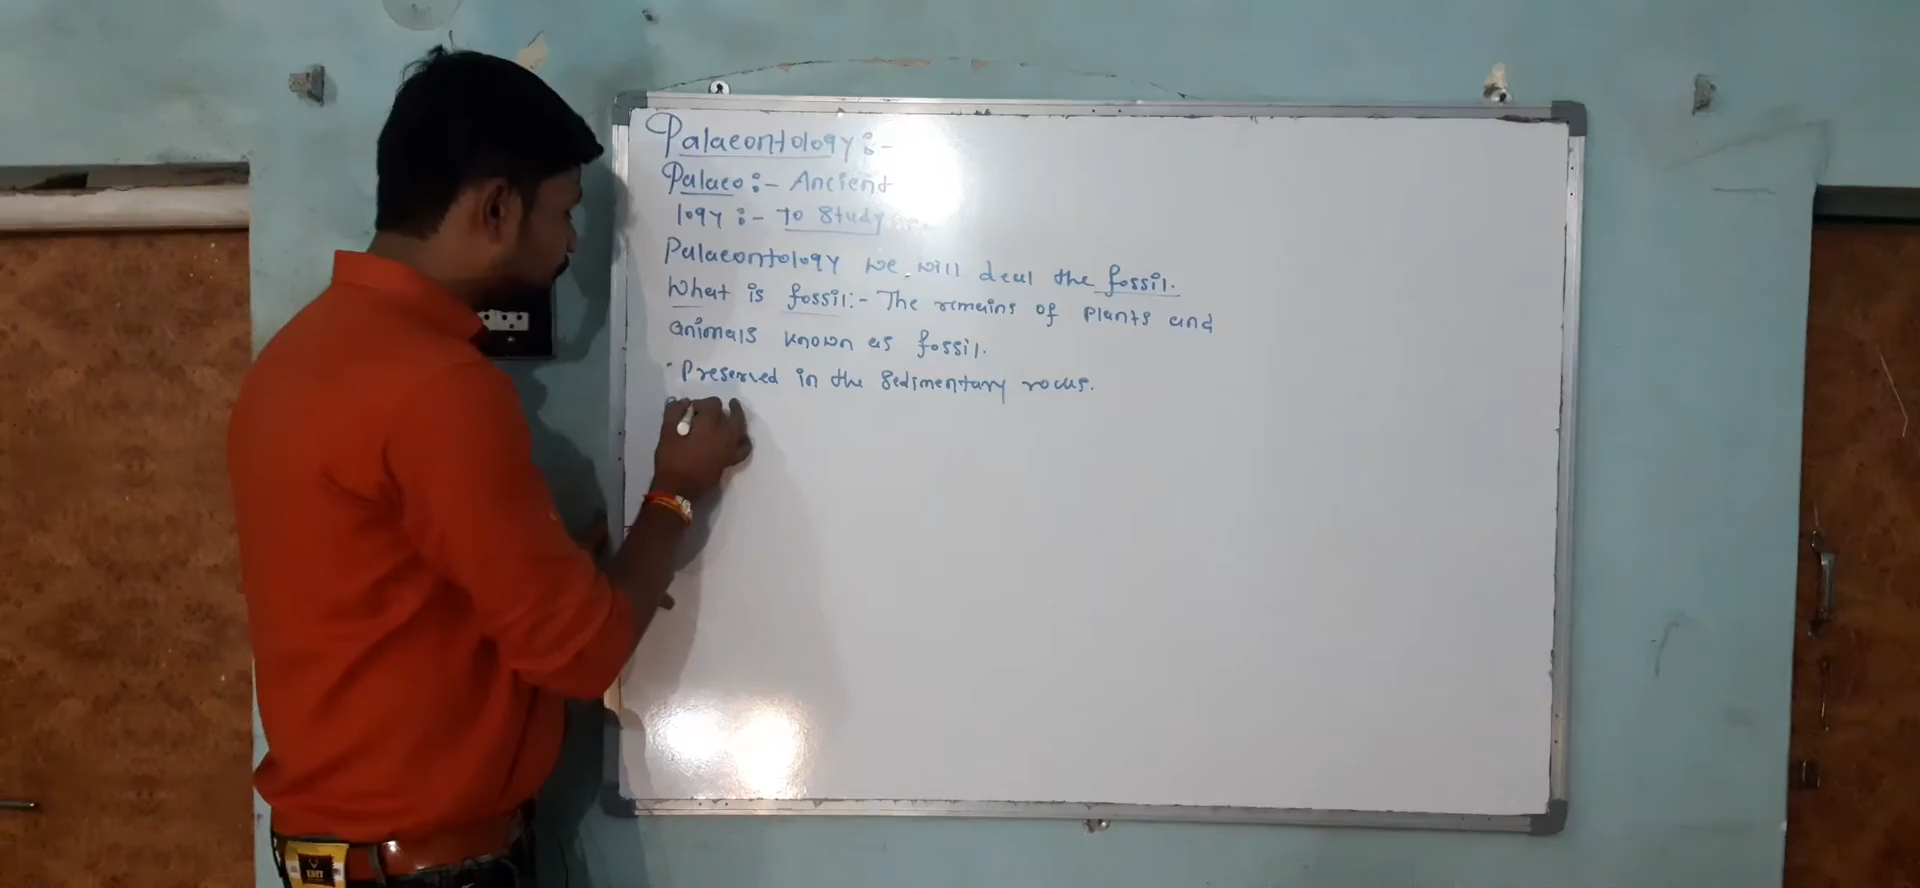 Palaeontology :-
Palaeo :- Ancient
logy :- To Study
Palaeontology we will deal the fossil.
What is fossil :- The remains of plants and
animals known as fossil.
• Preserved in the Sedimentary rocks.